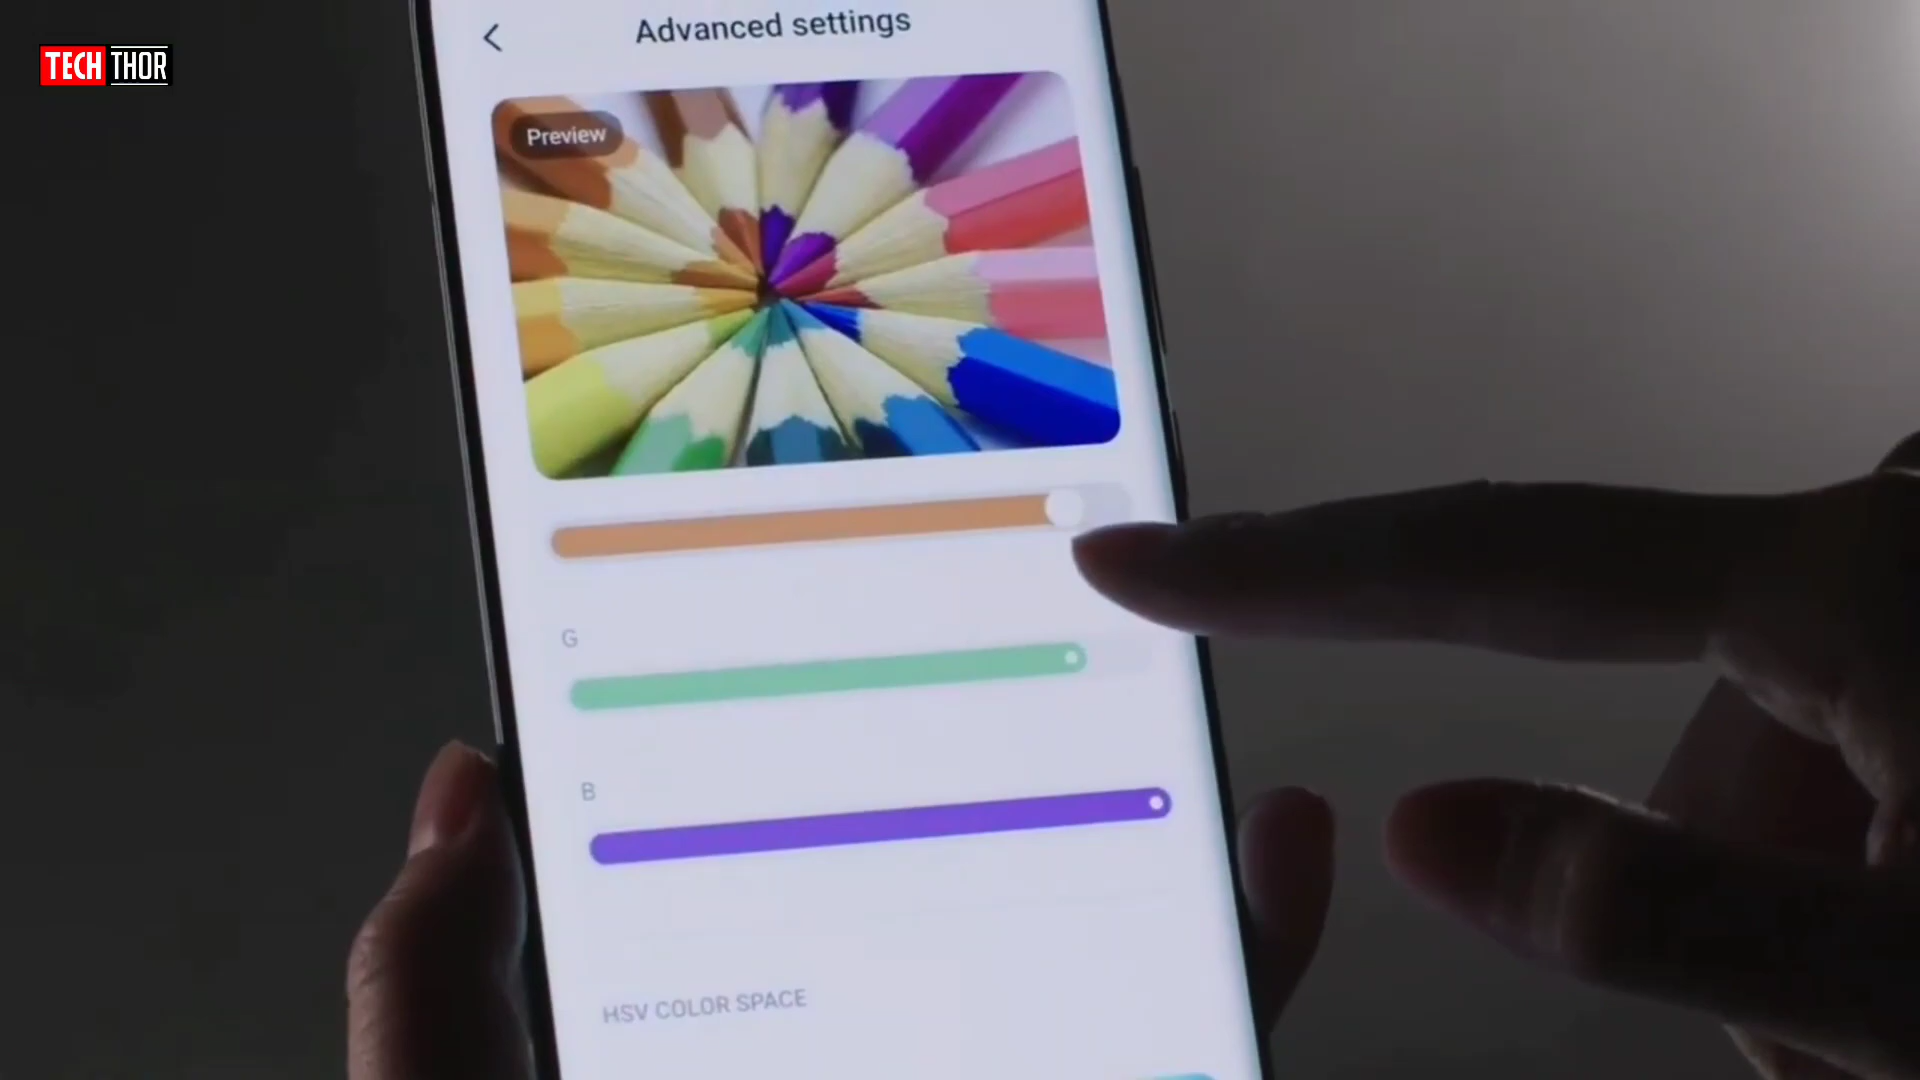 TECH THOR
Advanced settings
Preview
G
B
HSV COLOR SPACE